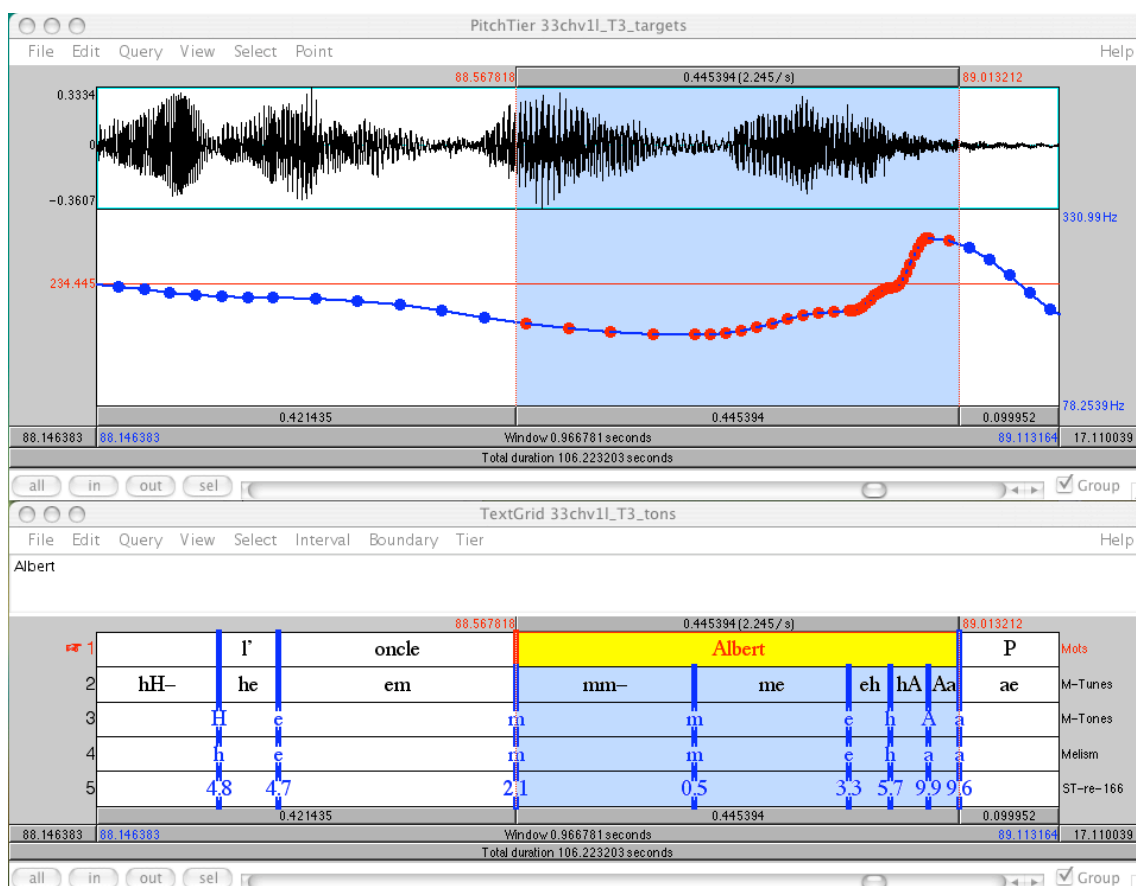 PitchTier 33chv1l_T3_targets
File Edit Query View Select Point Help
88.567818 0.445394 (2.245 / s) 89.013212
0.3334
0
-0.3607
330.99 Hz
234.445
78.2539 Hz
0.421435 0.445394 0.099952
88.146383 88.146383 Window 0.966781 seconds 89.113164 17.110039
Total duration 106.223203 seconds
all in out sel Group
TextGrid 33chv1l_T3_tons
File Edit Query View Select Interval Boundary Tier Help
Albert
88.567818 0.445394 (2.245 / s) 89.013212
1 l' oncle Albert P Mots
2 hH– he em mm– me eh hA Aa ae M-Tunes
3 H e m m e h A a M-Tones
4 h e m m e h a a Melism
5 4.8 4.7 2.1 0.5 3.3 5.7 9.9 9.6 ST-re-166
0.421435 0.445394 0.099952
88.146383 88.146383 Window 0.966781 seconds 89.113164 17.110039
Total duration 106.223203 seconds
all in out sel Group